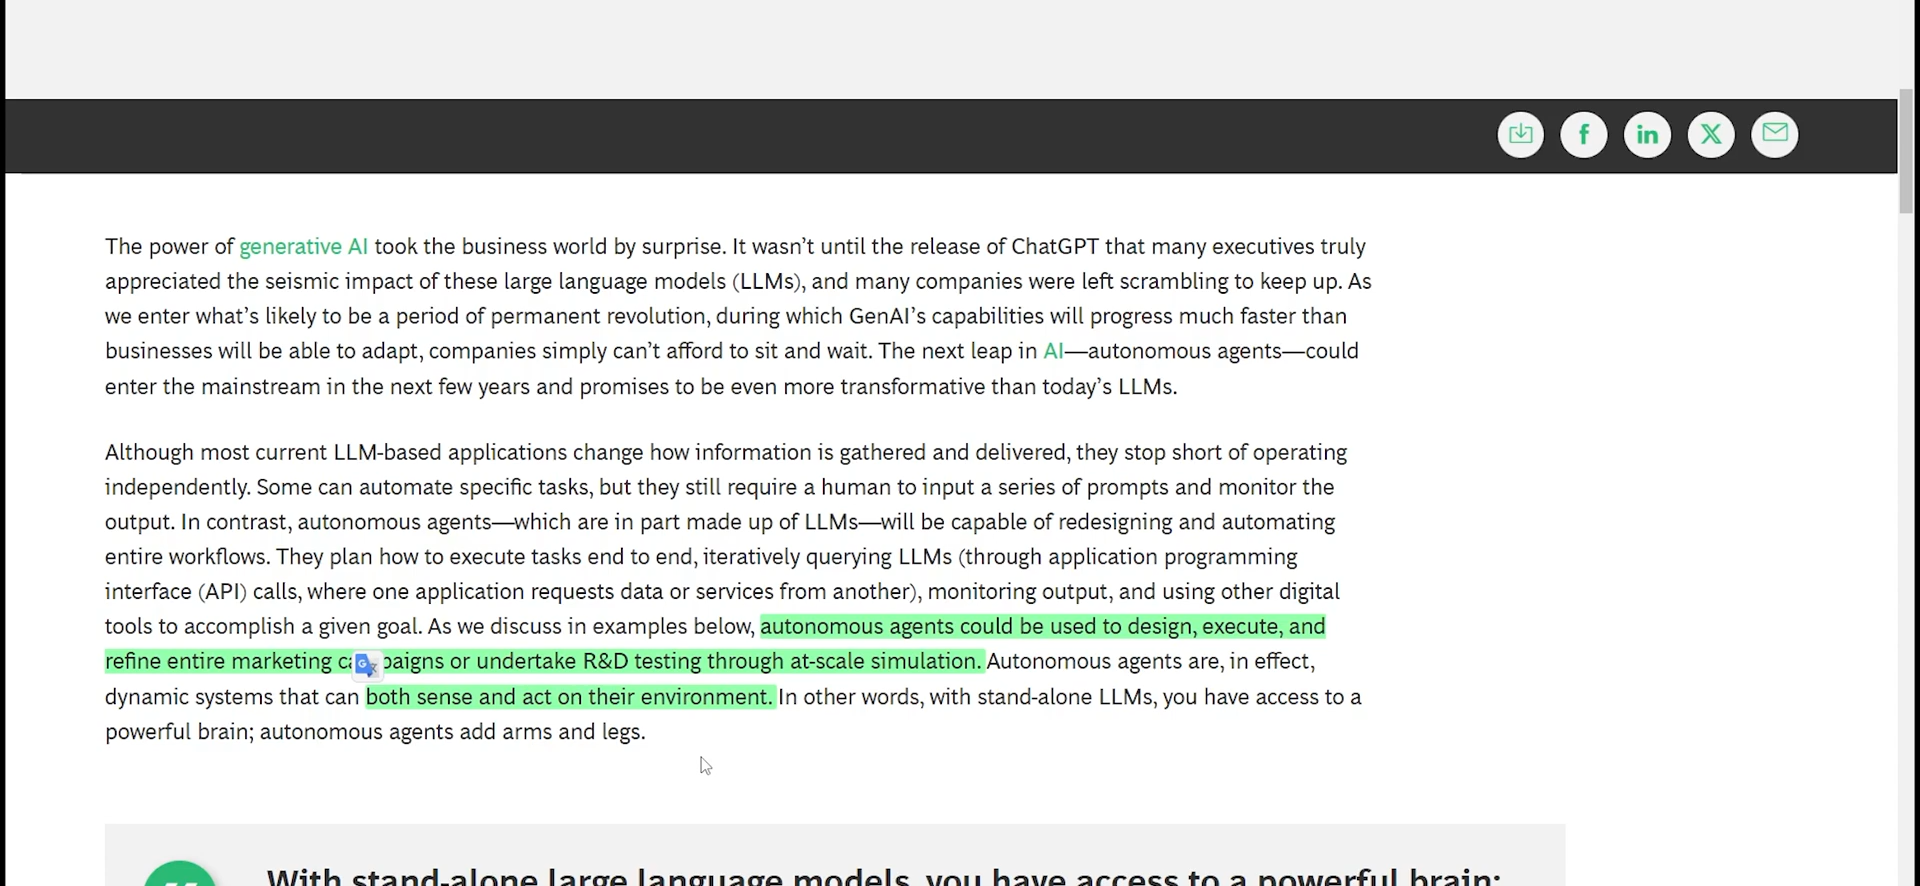 f
in
X
The power of generative AI took the business world by surprise. It wasn’t until the release of ChatGPT that many executives truly
appreciated the seismic impact of these large language models (LLMs), and many companies were left scrambling to keep up. As
we enter what’s likely to be a period of permanent revolution, during which GenAI’s capabilities will progress much faster than
businesses will be able to adapt, companies simply can’t afford to sit and wait. The next leap in AI—autonomous agents—could
enter the mainstream in the next few years and promises to be even more transformative than today’s LLMs.
Although most current LLM-based applications change how information is gathered and delivered, they stop short of operating
independently. Some can automate specific tasks, but they still require a human to input a series of prompts and monitor the
output. In contrast, autonomous agents—which are in part made up of LLMs—will be capable of redesigning and automating
entire workflows. They plan how to execute tasks end to end, iteratively querying LLMs (through application programming
interface (API) calls, where one application requests data or services from another), monitoring output, and using other digital
tools to accomplish a given goal. As we discuss in examples below, autonomous agents could be used to design, execute, and
refine entire marketing ca paigns or undertake R&D testing through at-scale simulation. Autonomous agents are, in effect,
dynamic systems that can both sense and act on their environment. In other words, with stand-alone LLMs, you have access to a
powerful brain; autonomous agents add arms and legs.
With stand-alone large language models, you have access to a powerful brain;